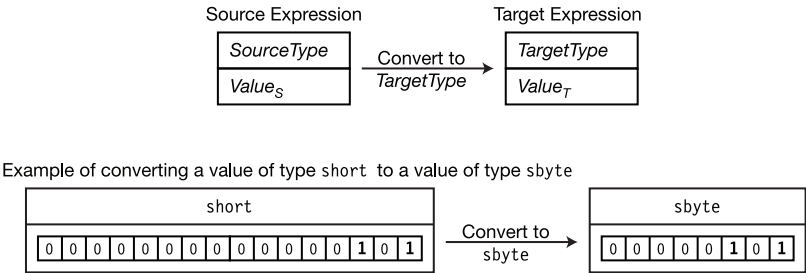 Source Expression
Target Expression
SourceType
Convert to
TargetType
TargetType
Value_S
Value_T
Example of converting a value of type short to a value of type sbyte
short
Convert to
sbyte
sbyte
0 0 0 0 0 0 0 0 0 0 0 0 0 1 0 1
0 0 0 0 0 1 0 1